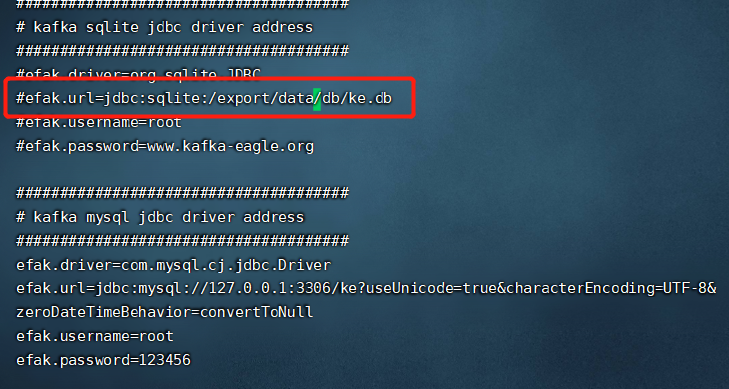 #####################################
# kafka sqlite jdbc driver address
#####################################
#efak.driver=org.sqlite.JDBC
#efak.url=jdbc:sqlite:/export/data/db/ke.db
#efak.username=root
#efak.password=www.kafka-eagle.org
#####################################
# kafka mysql jdbc driver address
#####################################
efak.driver=com.mysql.cj.jdbc.Driver
efak.url=jdbc:mysql://127.0.0.1:3306/ke?useUnicode=true&characterEncoding=UTF-8&
zeroDateTimeBehavior=convertToNull
efak.username=root
efak.password=123456